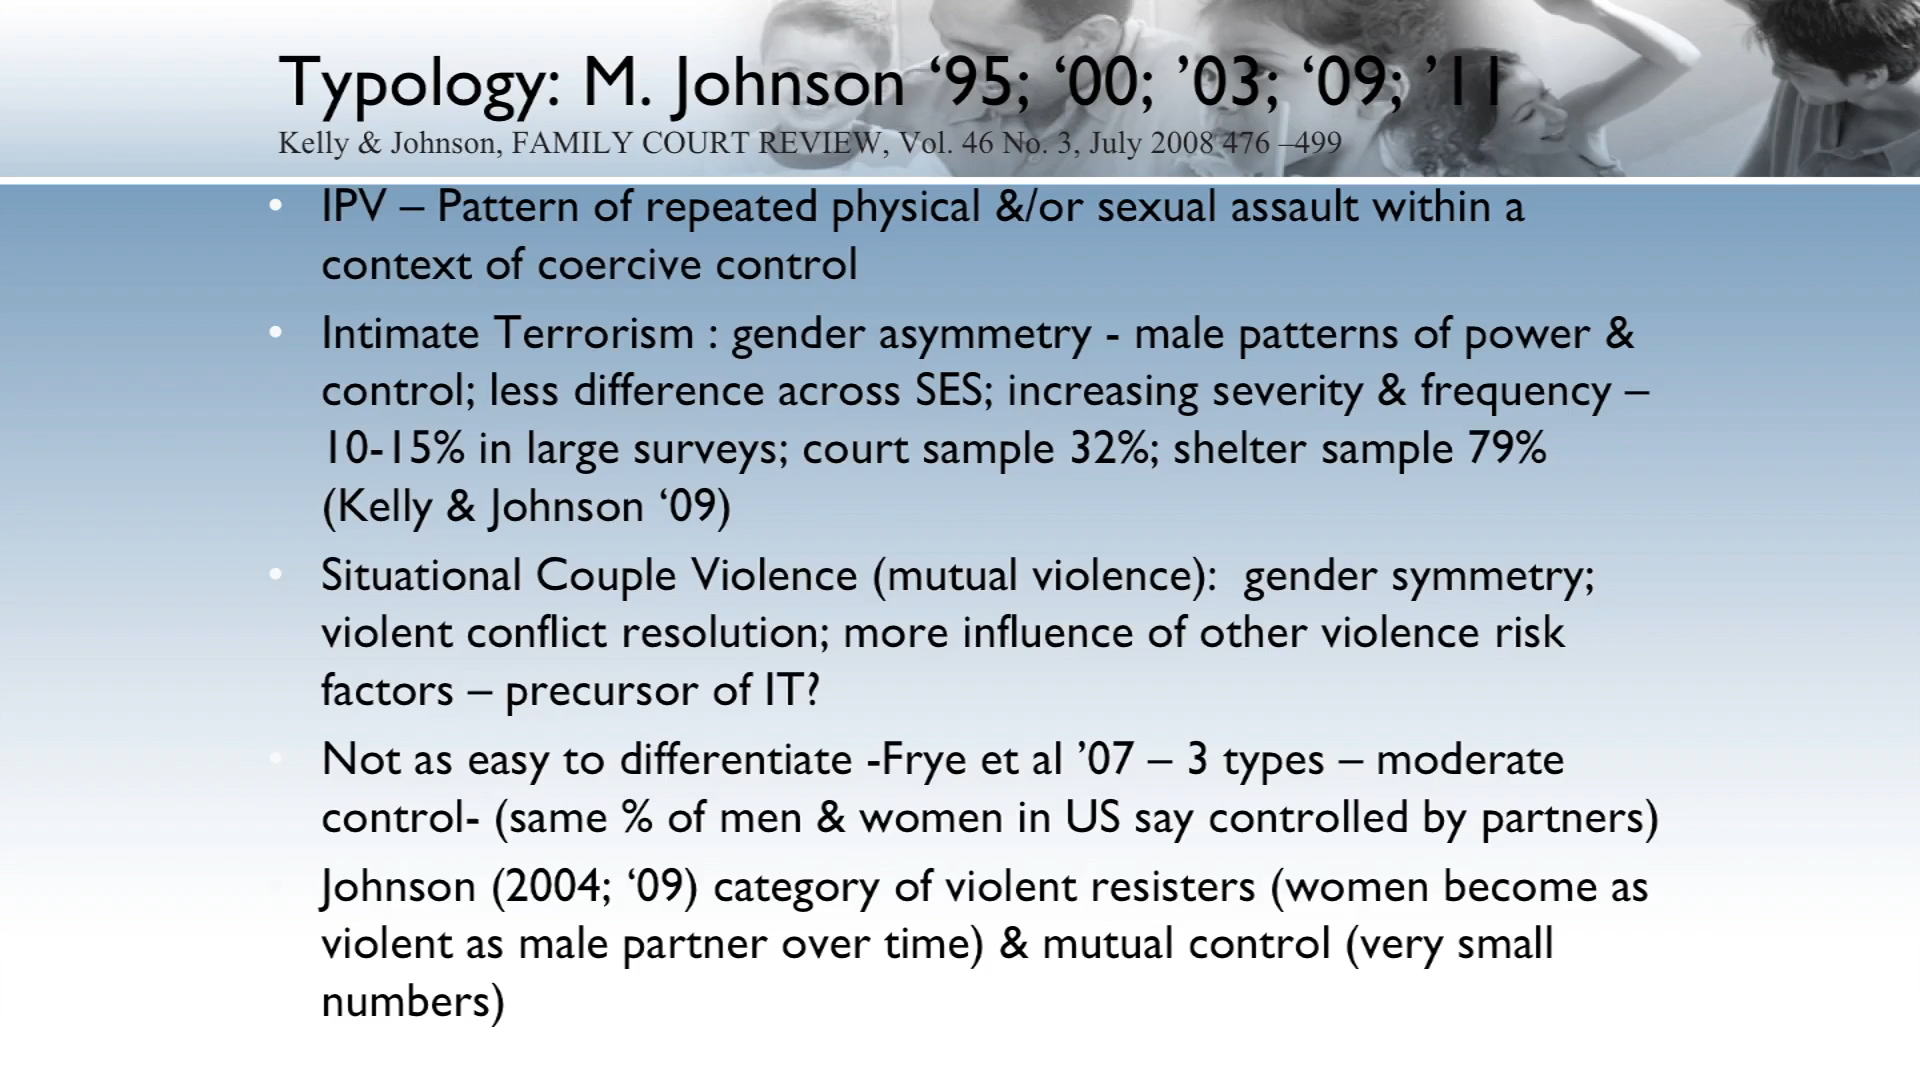 Typology: M. Johnson ‘95; ‘00; ’03; ‘09; ’11
Kelly & Johnson, FAMILY COURT REVIEW, Vol. 46 No. 3, July 2008 476 –499
• IPV – Pattern of repeated physical &/or sexual assault within a
context of coercive control
• Intimate Terrorism : gender asymmetry - male patterns of power &
control; less difference across SES; increasing severity & frequency –
10-15% in large surveys; court sample 32%; shelter sample 79%
(Kelly & Johnson ‘09)
• Situational Couple Violence (mutual violence):  gender symmetry;
violent conflict resolution; more influence of other violence risk
factors – precursor of IT?
• Not as easy to differentiate -Frye et al ’07 – 3 types – moderate
control- (same % of men & women in US say controlled by partners)
Johnson (2004; ‘09) category of violent resisters (women become as
violent as male partner over time) & mutual control (very small
numbers)